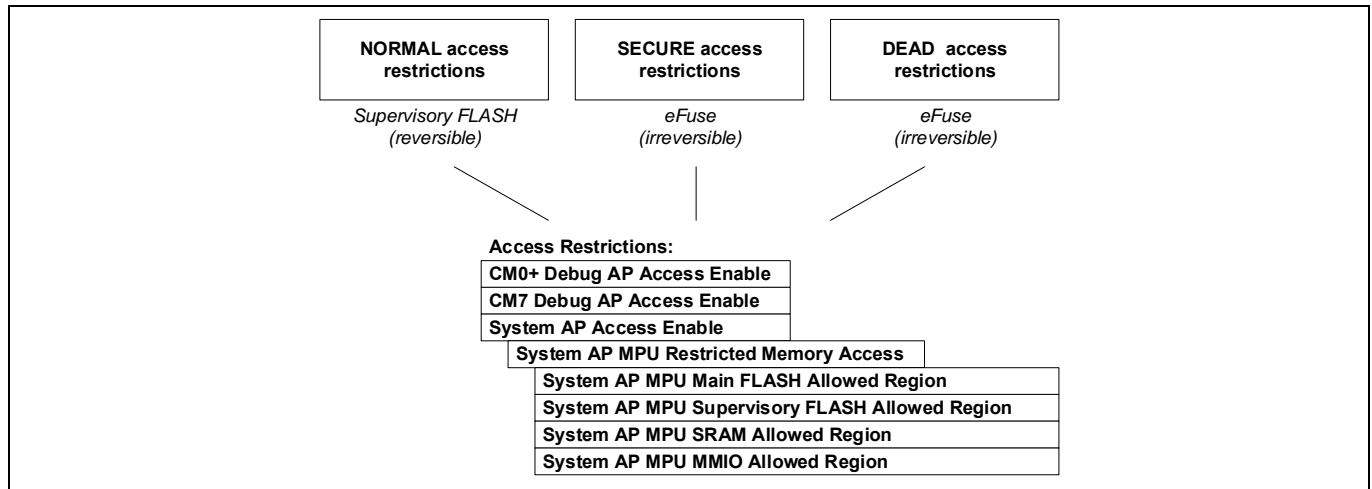 NORMAL access
restrictions
SECURE access
restrictions
DEAD access
restrictions
Supervisory FLASH
(reversible)
eFuse
(irreversible)
eFuse
(irreversible)
Access Restrictions:
CM0+ Debug AP Access Enable
CM7 Debug AP Access Enable
System AP Access Enable
System AP MPU Restricted Memory Access
System AP MPU Main FLASH Allowed Region
System AP MPU Supervisory FLASH Allowed Region
System AP MPU SRAM Allowed Region
System AP MPU MMIO Allowed Region